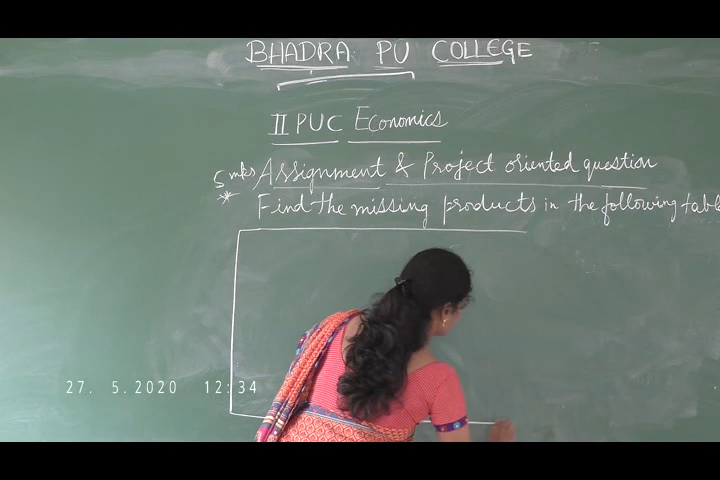 BHADRA PU COLLEGE
II PUC Economics
5 mks Assignment & Project oriented question
* Find the missing products in the following tabl
27. 5.2020 12:34